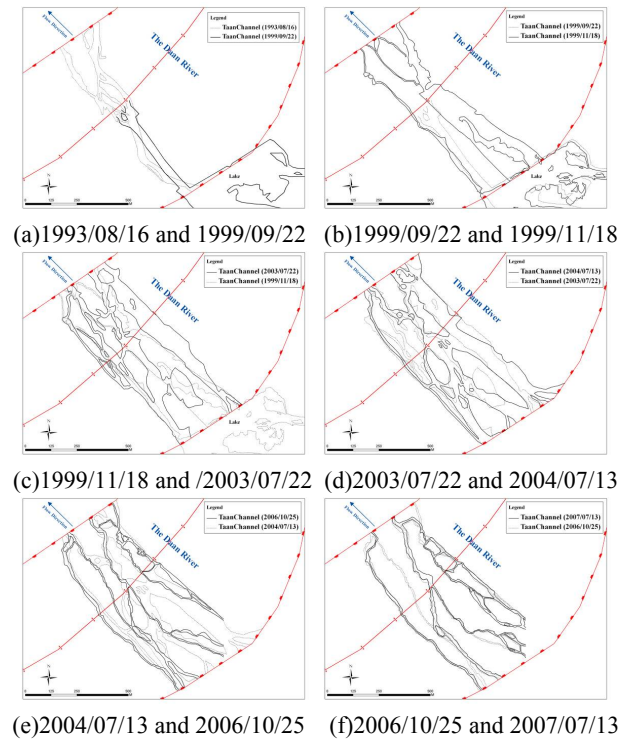 Legend
TaanChannel (1993/08/16)
TaanChannel (1999/09/22)
Flow Direction
The Daan River
Lake
N
M
(a)1993/08/16 and 1999/09/22
Legend
TaanChannel (1999/09/22)
TaanChannel (1999/11/18)
Flow Direction
The Daan River
Lake
N
M
(b)1999/09/22 and 1999/11/18
Legend
TaanChannel (2003/07/22)
TaanChannel (1999/11/18)
Flow Direction
The Daan River
Lake
N
M
(c)1999/11/18 and /2003/07/22
Legend
TaanChannel (2004/07/13)
TaanChannel (2003/07/22)
Flow Direction
The Daan River
N
M
(d)2003/07/22 and 2004/07/13
Legend
TaanChannel (2006/10/25)
TaanChannel (2004/07/13)
Flow Direction
The Daan River
N
M
(e)2004/07/13 and 2006/10/25
Legend
TaanChannel (2007/07/13)
TaanChannel (2006/10/25)
Flow Direction
The Daan River
N
M
(f)2006/10/25 and 2007/07/13